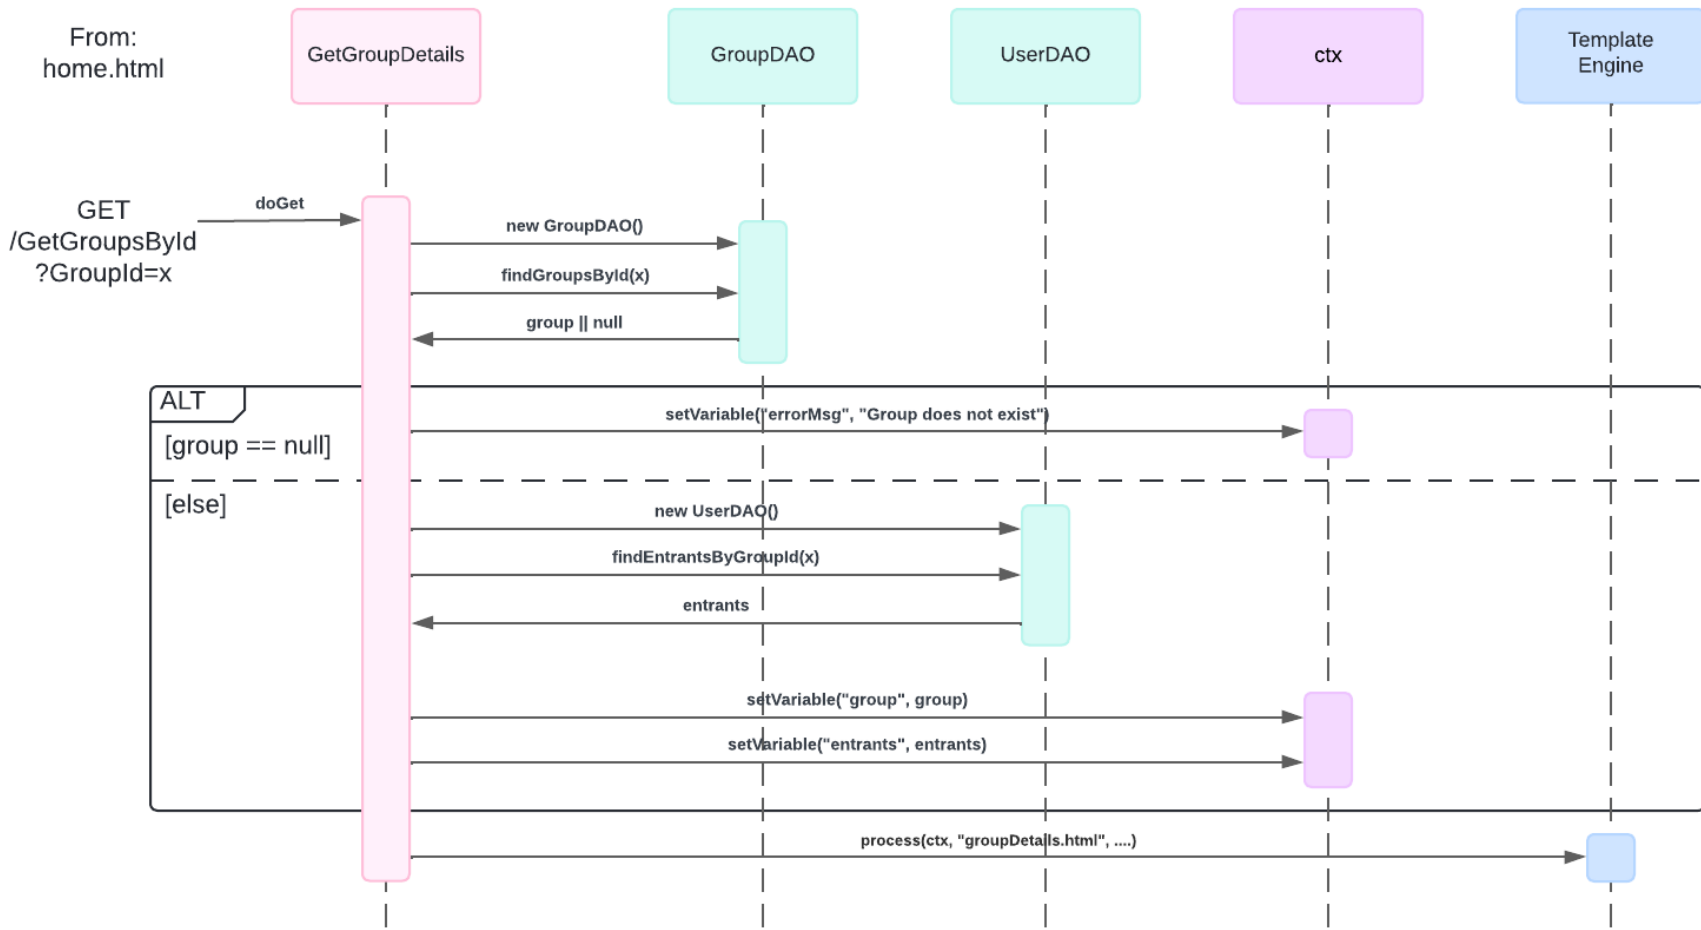 From:
home.html
GetGroupDetails
GroupDAO
UserDAO
ctx
Template
Engine
GET
/GetGroupsById
?GroupId=x
doGet
new GroupDAO()
findGroupsById(x)
group || null
ALT
[group == null]
setVariable("errorMsg", "Group does not exist")
[else]
new UserDAO()
findEntrantsByGroupId(x)
entrants
setVariable("group", group)
setVariable("entrants", entrants)
process(ctx, "groupDetails.html", ....)